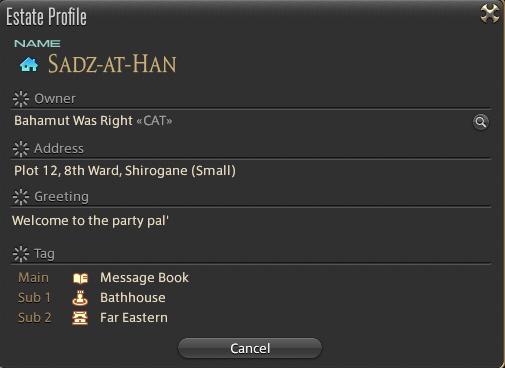 Estate Profile
NAME
Sadz-at-Han
Owner
Bahamut Was Right «CAT»
Address
Plot 12, 8th Ward, Shirogane (Small)
Greeting
Welcome to the party pal'
Tag
Main Message Book
Sub 1 Bathhouse
Sub 2 Far Eastern
Cancel